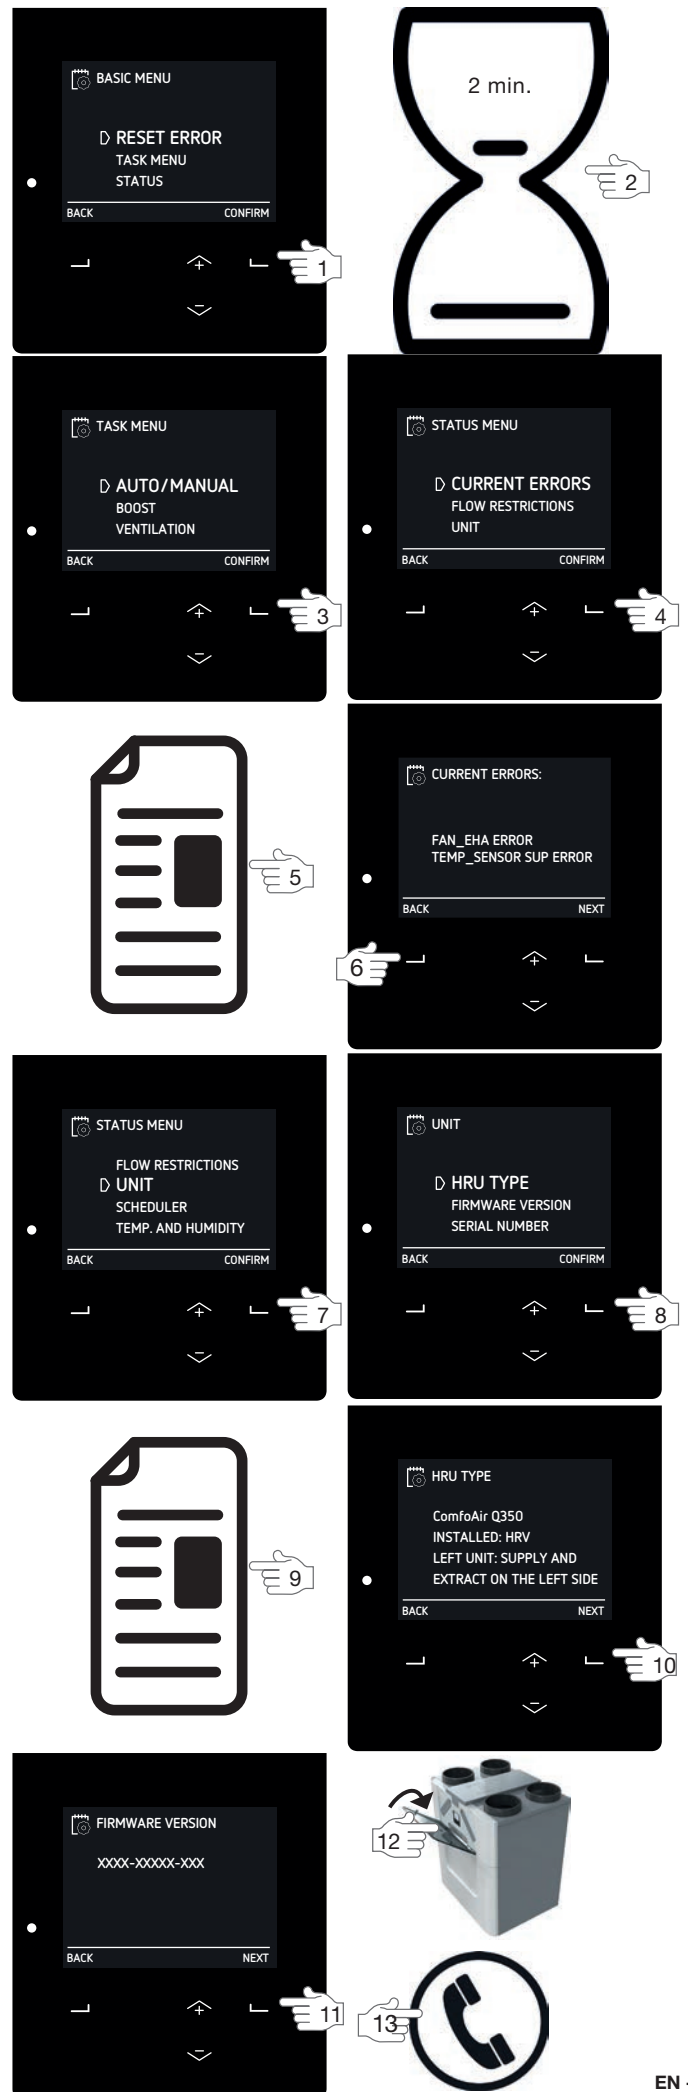 BASIC MENU
RESET ERROR
TASK MENU
STATUS
BACK CONFIRM
1
2 min.
2
TASK MENU
AUTO/MANUAL
BOOST
VENTILATION
BACK CONFIRM
3
STATUS MENU
CURRENT ERRORS
FLOW RESTRICTIONS
UNIT
BACK CONFIRM
4
5
CURRENT ERRORS:
FAN_EHA ERROR
TEMP_SENSOR SUP ERROR
BACK NEXT
6
STATUS MENU
FLOW RESTRICTIONS
UNIT
SCHEDULER
TEMP. AND HUMIDITY
BACK CONFIRM
7
UNIT
HRU TYPE
FIRMWARE VERSION
SERIAL NUMBER
BACK CONFIRM
8
9
HRU TYPE
ComfoAir Q350
INSTALLED: HRV
LEFT UNIT: SUPPLY AND
EXTRACT ON THE LEFT SIDE
BACK NEXT
10
FIRMWARE VERSION
XXXX-XXXXX-XXX
BACK NEXT
11
12
13
EN -